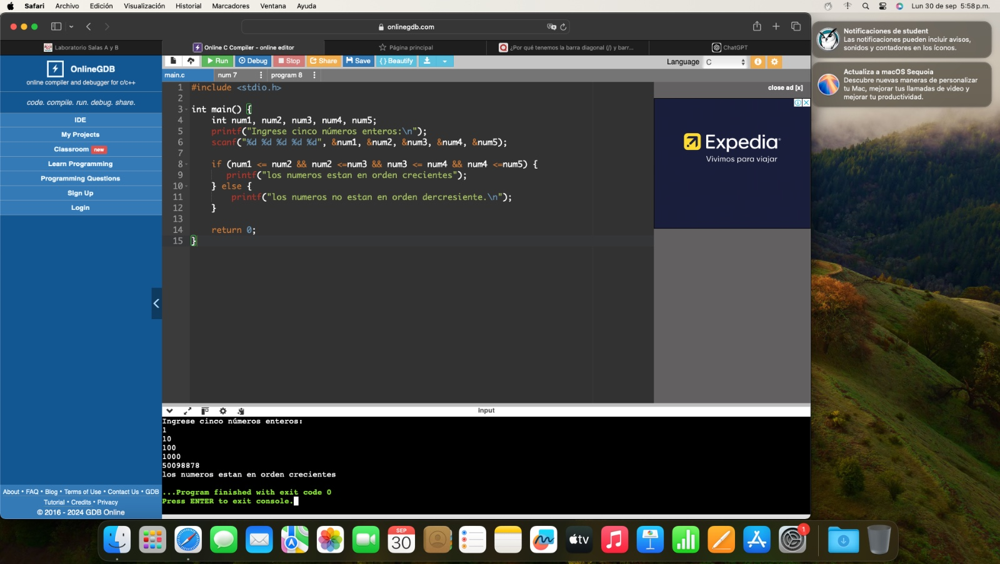 Safari Archivo Edición Visualización Historial Marcadores Ventana Ayuda
Lun 30 de sep 5:58 p.m.
onlinegdb.com
Laboratorio Salas A y B
Online C Compiler - online editor
Página principal
¿Por qué tenemos la barra diagonal (/) y barr...
ChatGPT
OnlineGDB
online compiler and debugger for c/c++
code. compile. run. debug. share.
IDE
My Projects
Classroom new
Learn Programming
Programming Questions
Sign Up
Login
About • FAQ • Blog • Terms of Use • Contact Us • GDB
Tutorial • Credits • Privacy
© 2016 - 2024 GDB Online
Run Debug Stop Share Save {} Beautify
Language C
main.c num 7 program 8
1 #include <stdio.h>
2
3 int main() {
4 int num1, num2, num3, num4, num5;
5 printf("Ingrese cinco números enteros:\n");
6 scanf("%d %d %d %d %d", &num1, &num2, &num3, &num4, &num5);
7
8 if (num1 <= num2 && num2 <=num3 && num3 <= num4 && num4 <=num5) {
9 printf("los numeros estan en orden crecientes");
10 } else {
11 printf("los numeros no estan en orden dercresiente.\n");
12 }
13
14 return 0;
15 }
close ad [x]
Expedia
Vivimos para viajar
input
Ingrese cinco números enteros:
1
10
100
1000
50098878
los numeros estan en orden crecientes
...Program finished with exit code 0
Press ENTER to exit console.
Notificaciones de student
Las notificaciones pueden incluir avisos,
sonidos y contadores en los íconos.
Actualiza a macOS Sequoia
Descubre nuevas maneras de personalizar
tu Mac, mejorar tus llamadas de video y
mejorar tu productividad.
SEP
30
tv
1